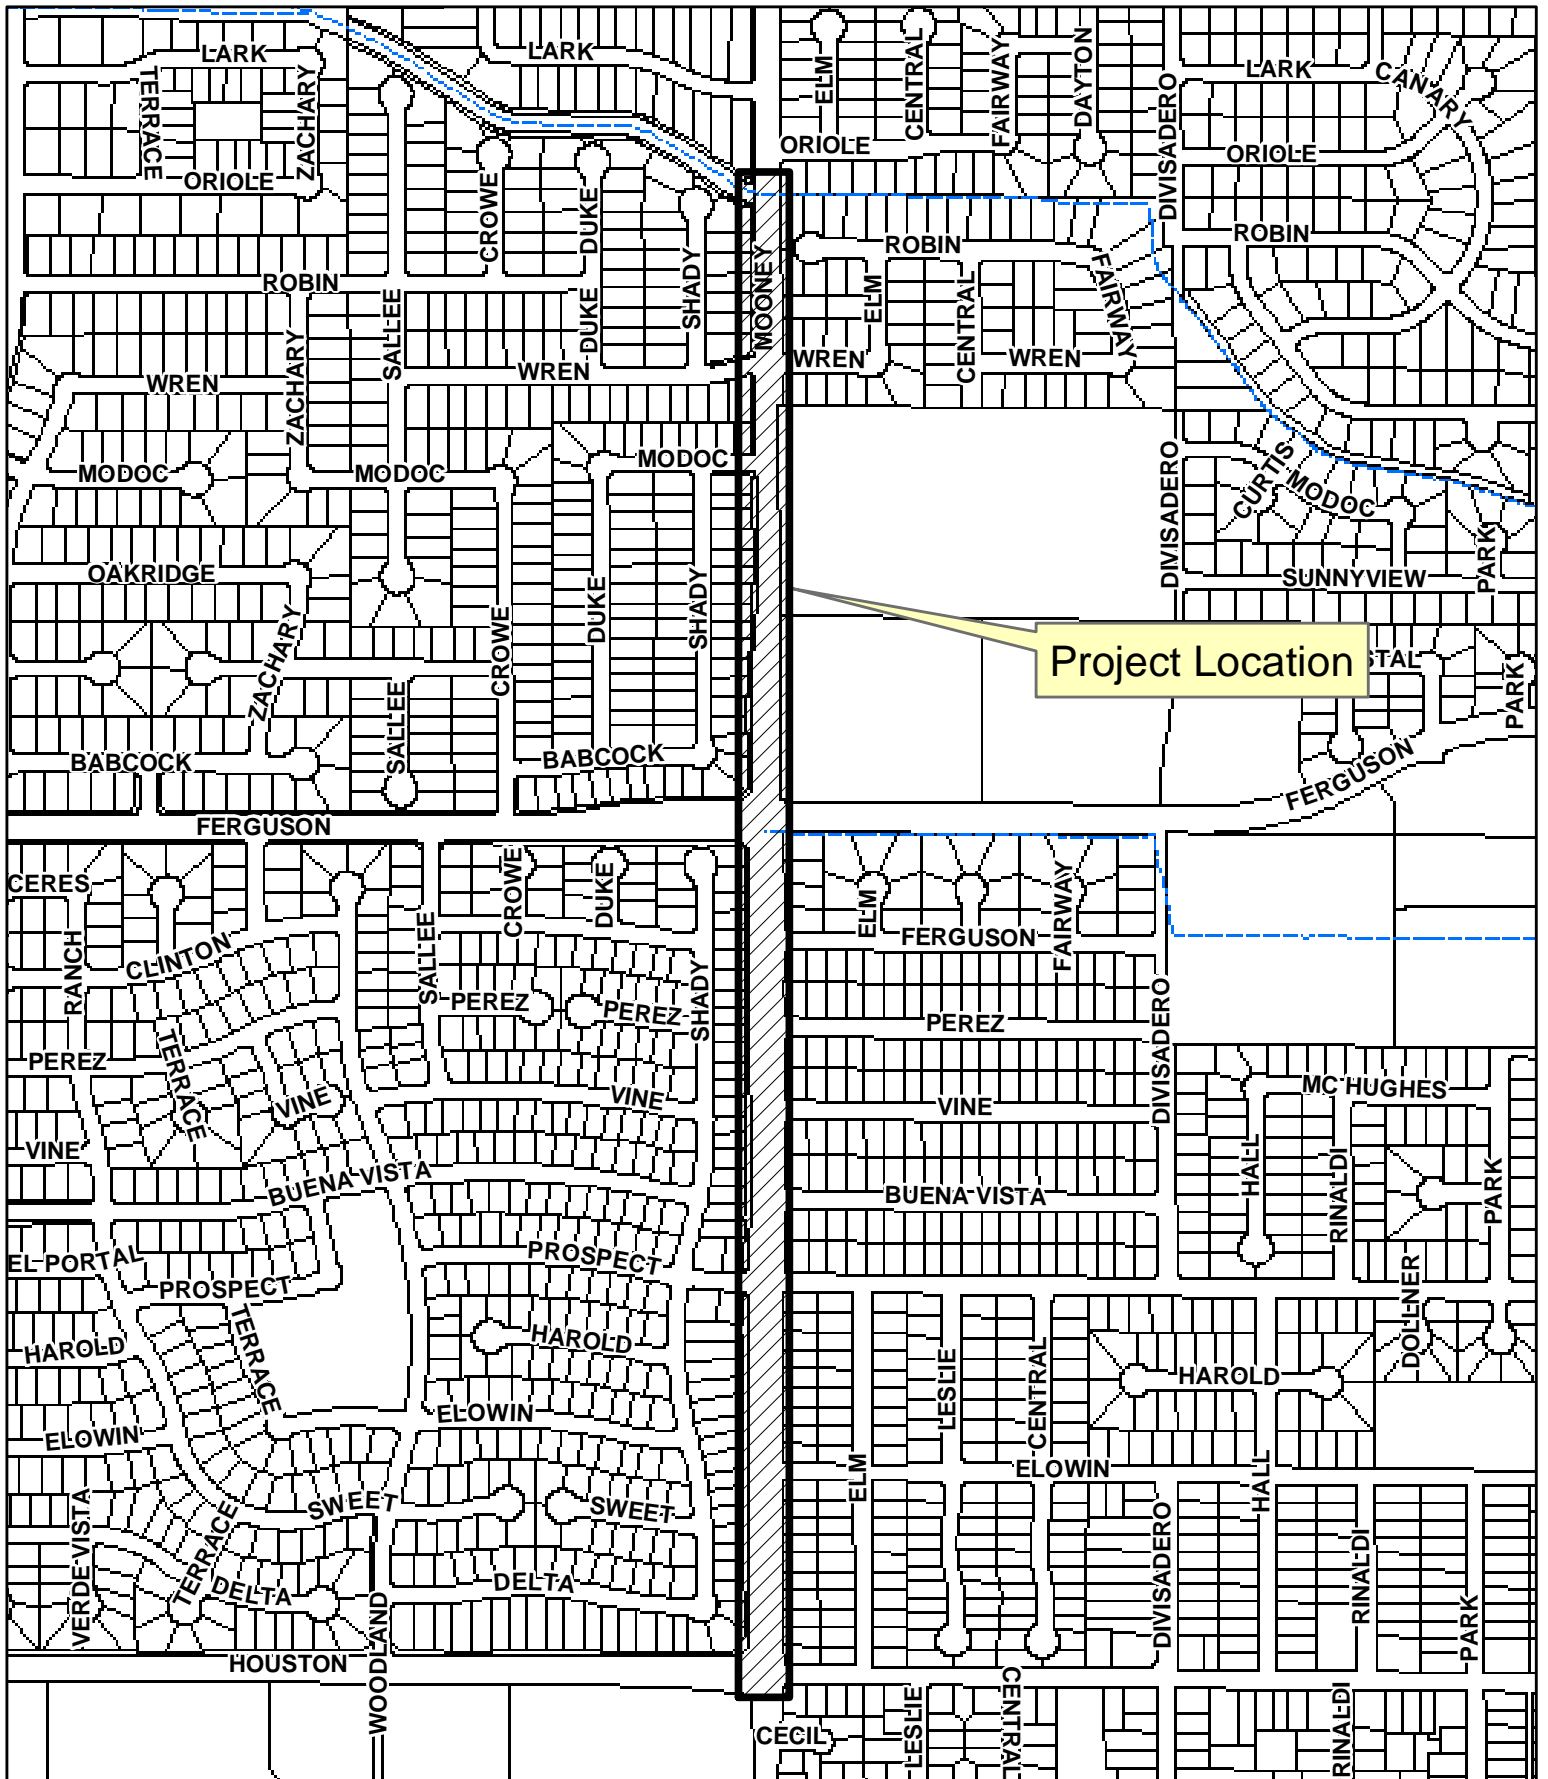 LARK
LARK
ELM
CENTRAL
FAIRWAY
DAYTON
DIVISADERO
LARK
CANARY
TERRACE
ZACHARY
ORIOLE
ORIOLE
ORIOLE
CROWE
DUKE
SHADY
MOONEY
ROBIN
ROBIN
ROBIN
SALLEE
DUKE
ELM
CENTRAL
FAIRWAY
ZACHARY
WREN
WREN
WREN
WREN
MODOC
MODOC
MODOC
DIVISADERO
CURTIS
MODOC
PARK
OAKRIDGE
DUKE
SHADY
SUNNYVIEW
ZACHARY
CROWE
Project Location
STAL
PARK
SALLEE
BABCOCK
BABCOCK
FERGUSON
FERGUSON
CERES
CROWE
DUKE
ELM
FAIRWAY
RANCH
CLINTON
SALLEE
FERGUSON
SHADY
PEREZ
PEREZ
PEREZ
DIVISADERO
PEREZ
TERRACE
VINE
VINE
VINE
MC HUGHES
VINE
BUENA VISTA
BUENA VISTA
HALL
RINALDI
PARK
EL PORTAL
PROSPECT
PROSPECT
DOLLNER
HAROLD
TERRACE
HAROLD
LESLIE
CENTRAL
HAROLD
ELOWIN
ELOWIN
ELOWIN
ELM
HALL
VERDE VISTA
TERRACE
SWEET
SWEET
DIVISADERO
RINALDI
DELTA
DELTA
WOODLAND
PARK
HOUSTON
CECIL
LESLIE
CENTRAL
RINALDI